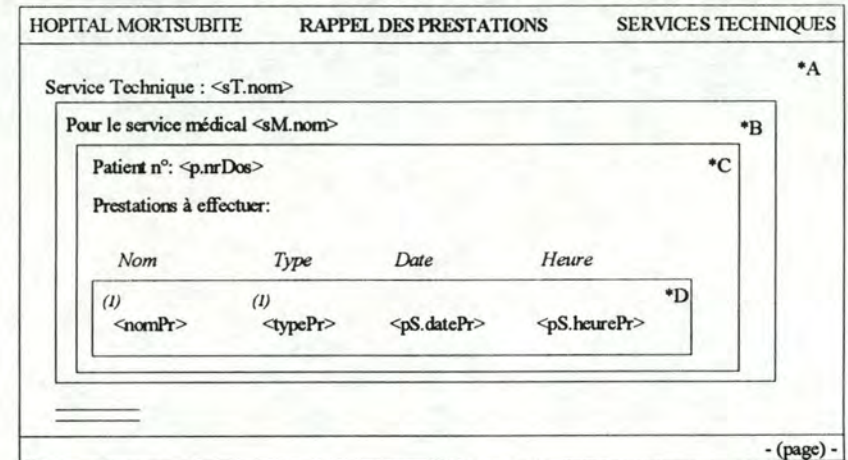 HOPITAL MORTSUBITE RAPPEL DES PRESTATIONS SERVICES TECHNIQUES
*A
Service Technique : <sT.nom>
Pour le service médical <sM.nom> *B
Patient n°: <p.nrDos> *C
Prestations à effectuer:
Nom Type Date Heure
(1) (1) *D
<nomPr> <typePr> <pS.datePr> <pS.heurePr>
- (page) -